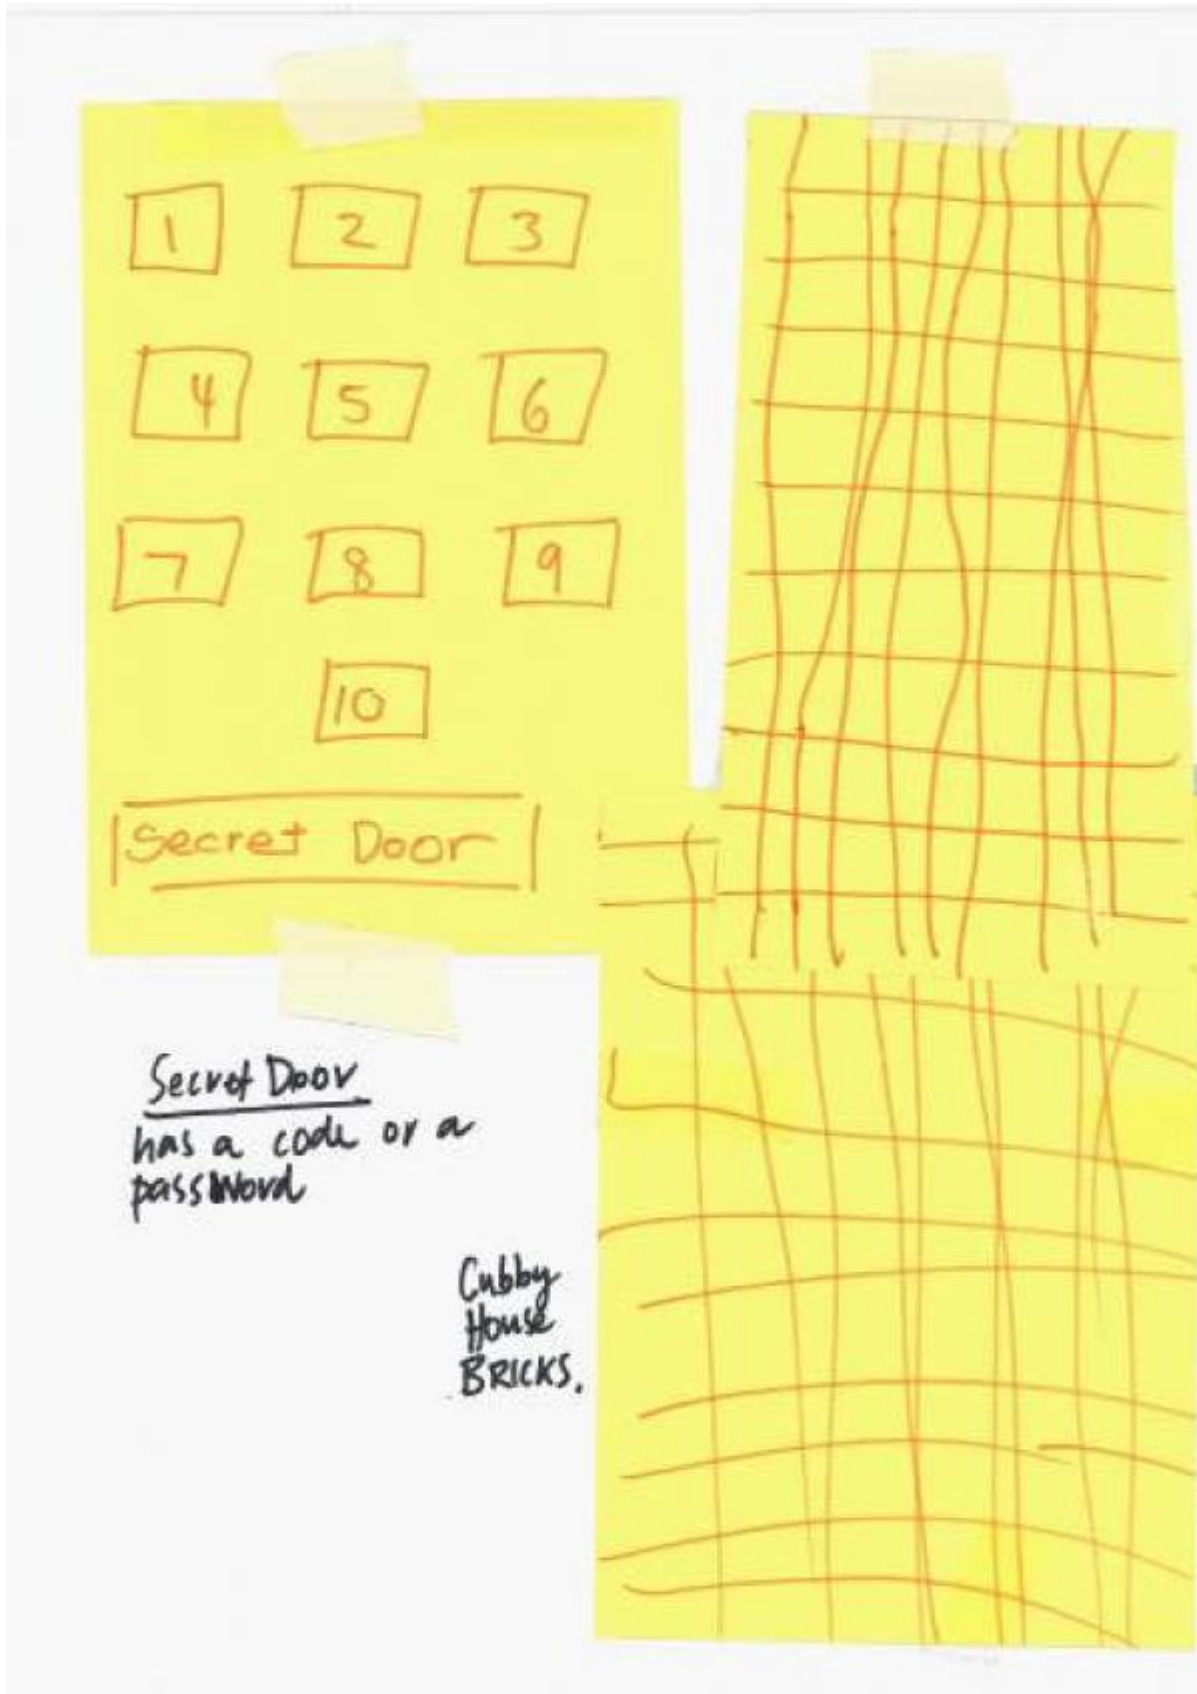 1 2 3
4 5 6
7 8 9
10
Secret Door
Secret Door
has a code or a
password
Cubby
House
BRICKS.